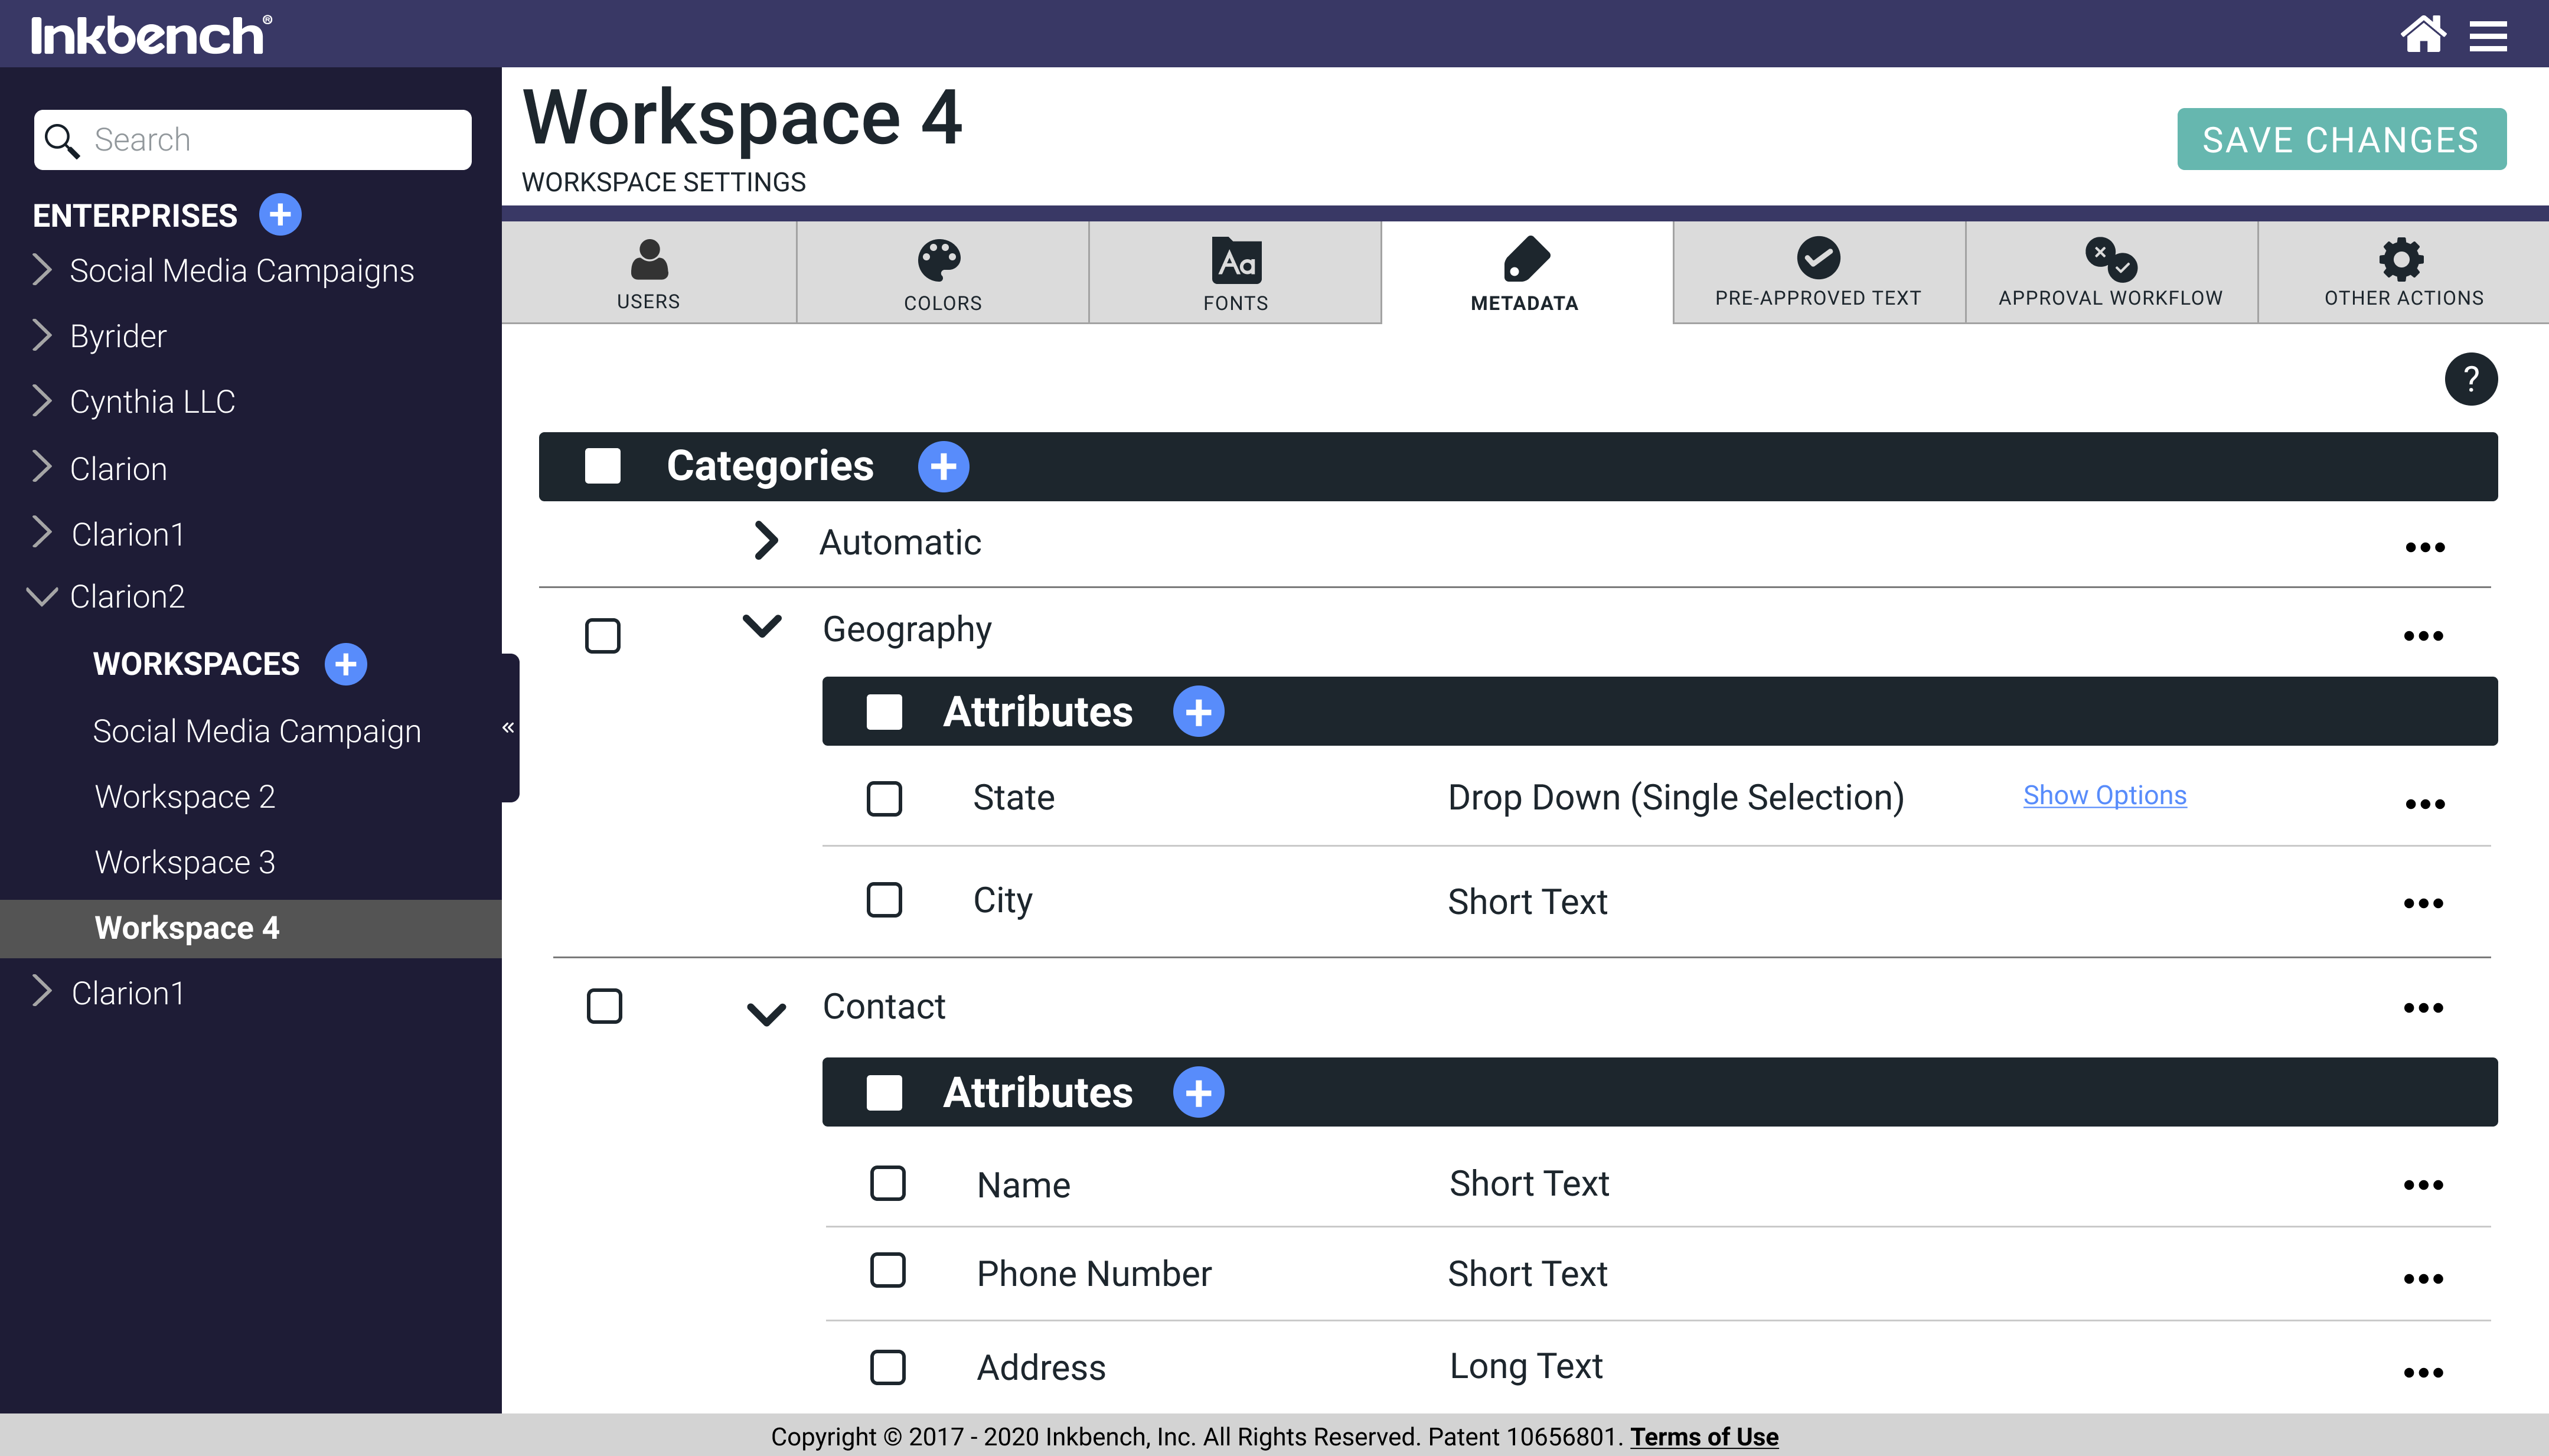 Inkbench®
Search
ENTERPRISES
Social Media Campaigns
Byrider
Cynthia LLC
Clarion
Clarion1
Clarion2
WORKSPACES
Social Media Campaign
Workspace 2
Workspace 3
Workspace 4
Clarion1
«
Workspace 4
WORKSPACE SETTINGS
SAVE CHANGES
USERS
COLORS
Aa
FONTS
METADATA
PRE-APPROVED TEXT
APPROVAL WORKFLOW
OTHER ACTIONS
?
Categories
Automatic
Geography
Attributes
State Drop Down (Single Selection) Show Options
City Short Text
Contact
Attributes
Name Short Text
Phone Number Short Text
Address Long Text
Copyright © 2017 - 2020 Inkbench, Inc. All Rights Reserved. Patent 10656801. Terms of Use